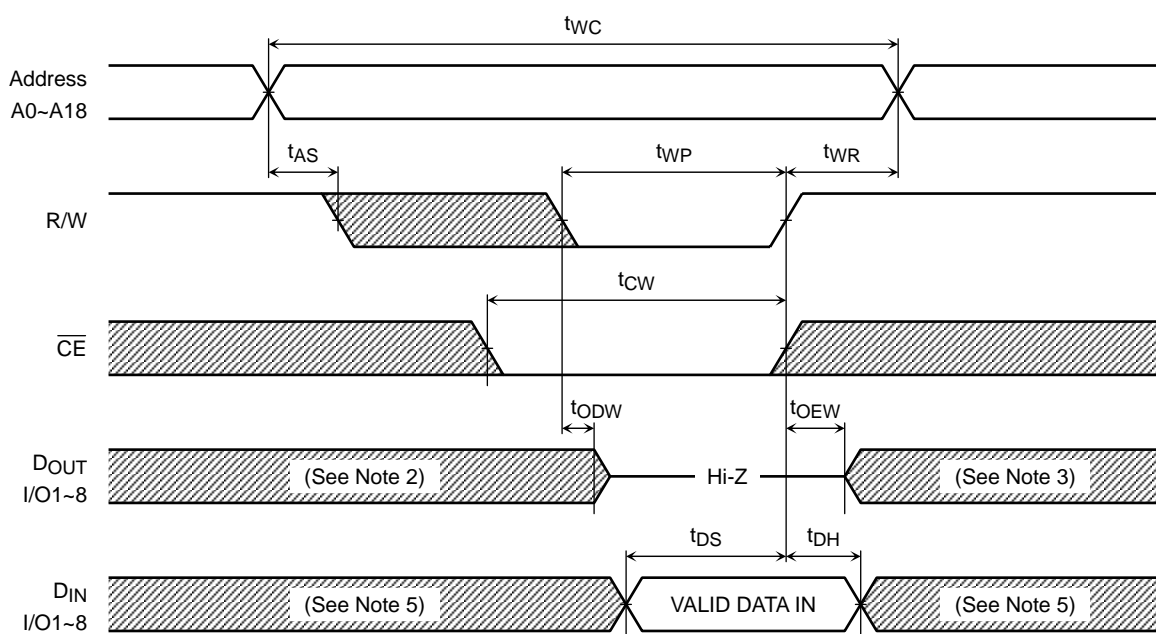 tWC
Address
A0~A18
tAS
tWP
tWR
R/W
tCW
CE
tODW
tOEW
DOUT
I/O1~8
(See Note 2)
Hi-Z
(See Note 3)
tDS
tDH
DIN
I/O1~8
(See Note 5)
VALID DATA IN
(See Note 5)